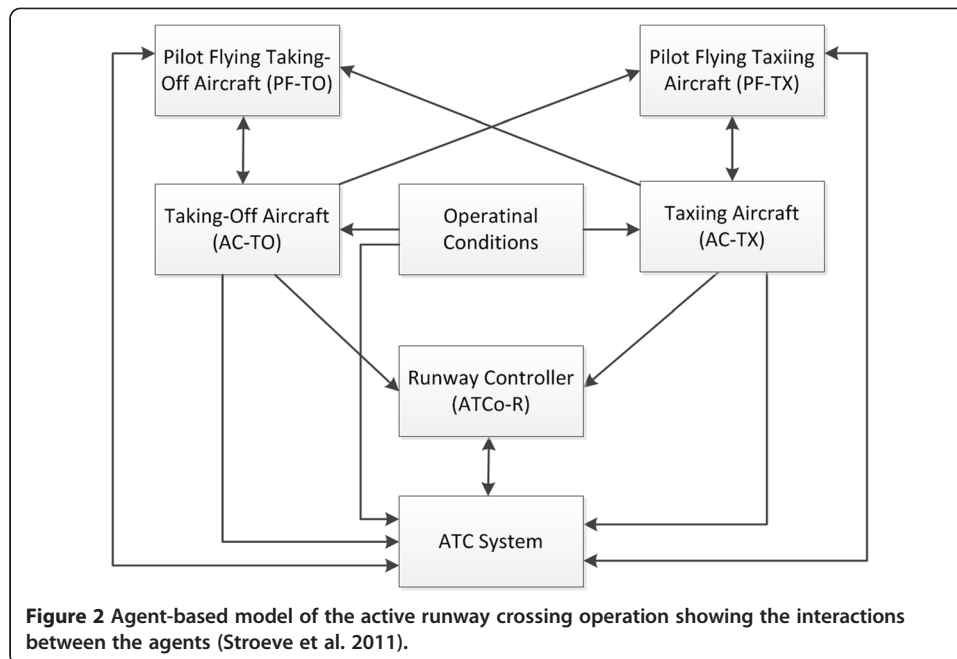 Pilot Flying Taking-
Off Aircraft (PF-TO)
Pilot Flying Taxiing
Aircraft (PF-TX)
Taking-Off Aircraft
(AC-TO)
Operatinal
Conditions
Taxiing Aircraft
(AC-TX)
Runway Controller
(ATCo-R)
ATC System
Figure 2 Agent-based model of the active runway crossing operation showing the interactions
between the agents (Stroeve et al. 2011).